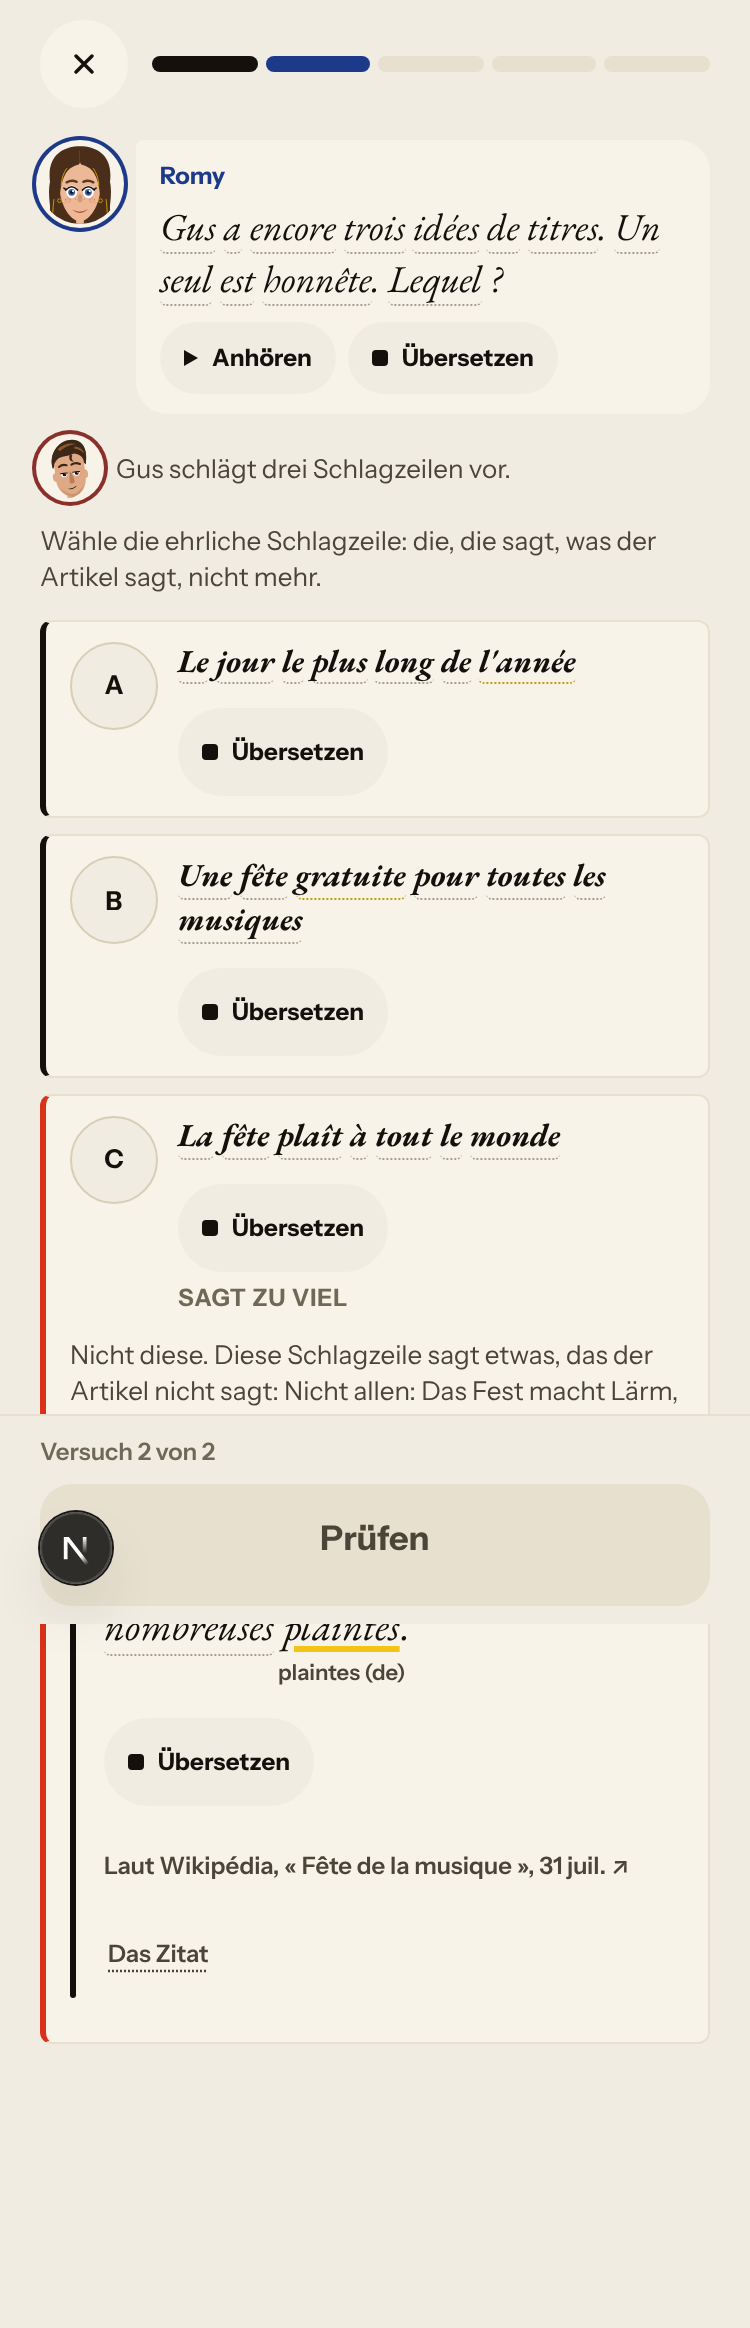 Romy
Gus a encore trois idées de titres. Un
seul est honnête. Lequel ?
Anhören
Übersetzen
Gus schlägt drei Schlagzeilen vor.
Wähle die ehrliche Schlagzeile: die, die sagt, was der
Artikel sagt, nicht mehr.
A
Le jour le plus long de l'année
Übersetzen
B
Une fête gratuite pour toutes les
musiques
Übersetzen
C
La fête plaît à tout le monde
Übersetzen
SAGT ZU VIEL
Nicht diese. Diese Schlagzeile sagt etwas, das der
Artikel nicht sagt: Nicht allen: Das Fest macht Lärm,
Versuch 2 von 2
Prüfen
N
nombreuses plaintes.
plaintes (de)
Übersetzen
Laut Wikipédia, « Fête de la musique », 31 juil. ↗
Das Zitat